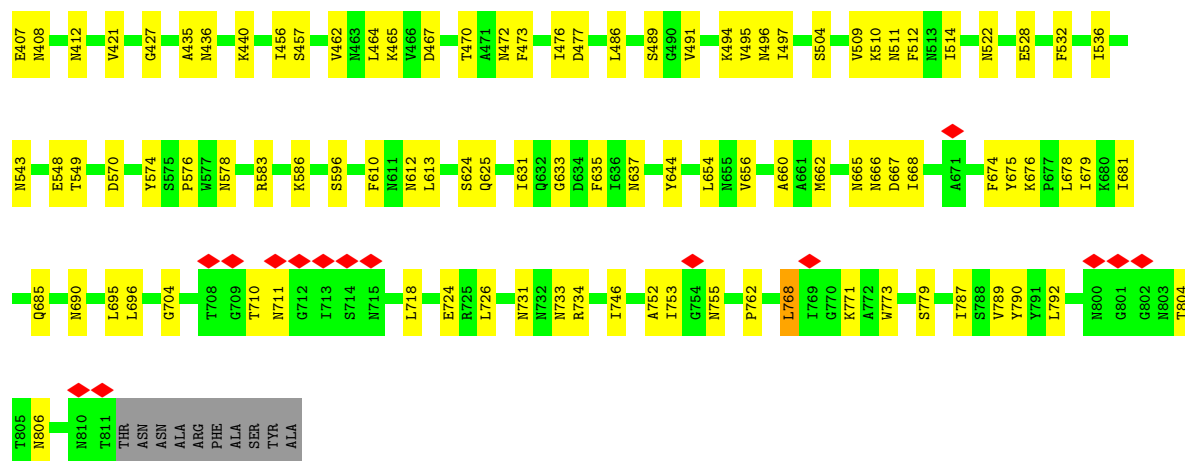 E407 N408 N412 V421 G427 A435 N436 K440 I456 S457 V462 N463 L464 K465 V466 D467 T470 A471 N472 F473 I476 D477 L486 S489 G490 V491 K494 V495 N496 I497 S504 V509 K510 N511 F512 N513 I514 N522 E528 F532 I536
N543 E548 T549 D570 Y574 S575 P576 W577 N578 R583 K586 S596 F610 N611 N612 L613 S624 Q625 I631 Q632 G633 D634 F635 I636 N637 Y644 L654 N655 V656 A660 A661 M662 N665 N666 D667 I668 A671 F674 Y675 K676 P677 L678 I679 K680 I681
Q685 N690 L695 L696 G704 T708 G709 T710 N711 G712 I713 S714 N715 L718 E724 R725 L726 N731 N732 N733 R734 I746 A752 I753 G754 N755 P762 L768 I769 G770 K771 A772 W773 S779 I787 S788 V789 Y790 Y791 L792 N800 G801 G802 N803 T804
T805 N806 N810 T811 THR ASN ASN ALA ARG PHE ALA SER TYR ALA